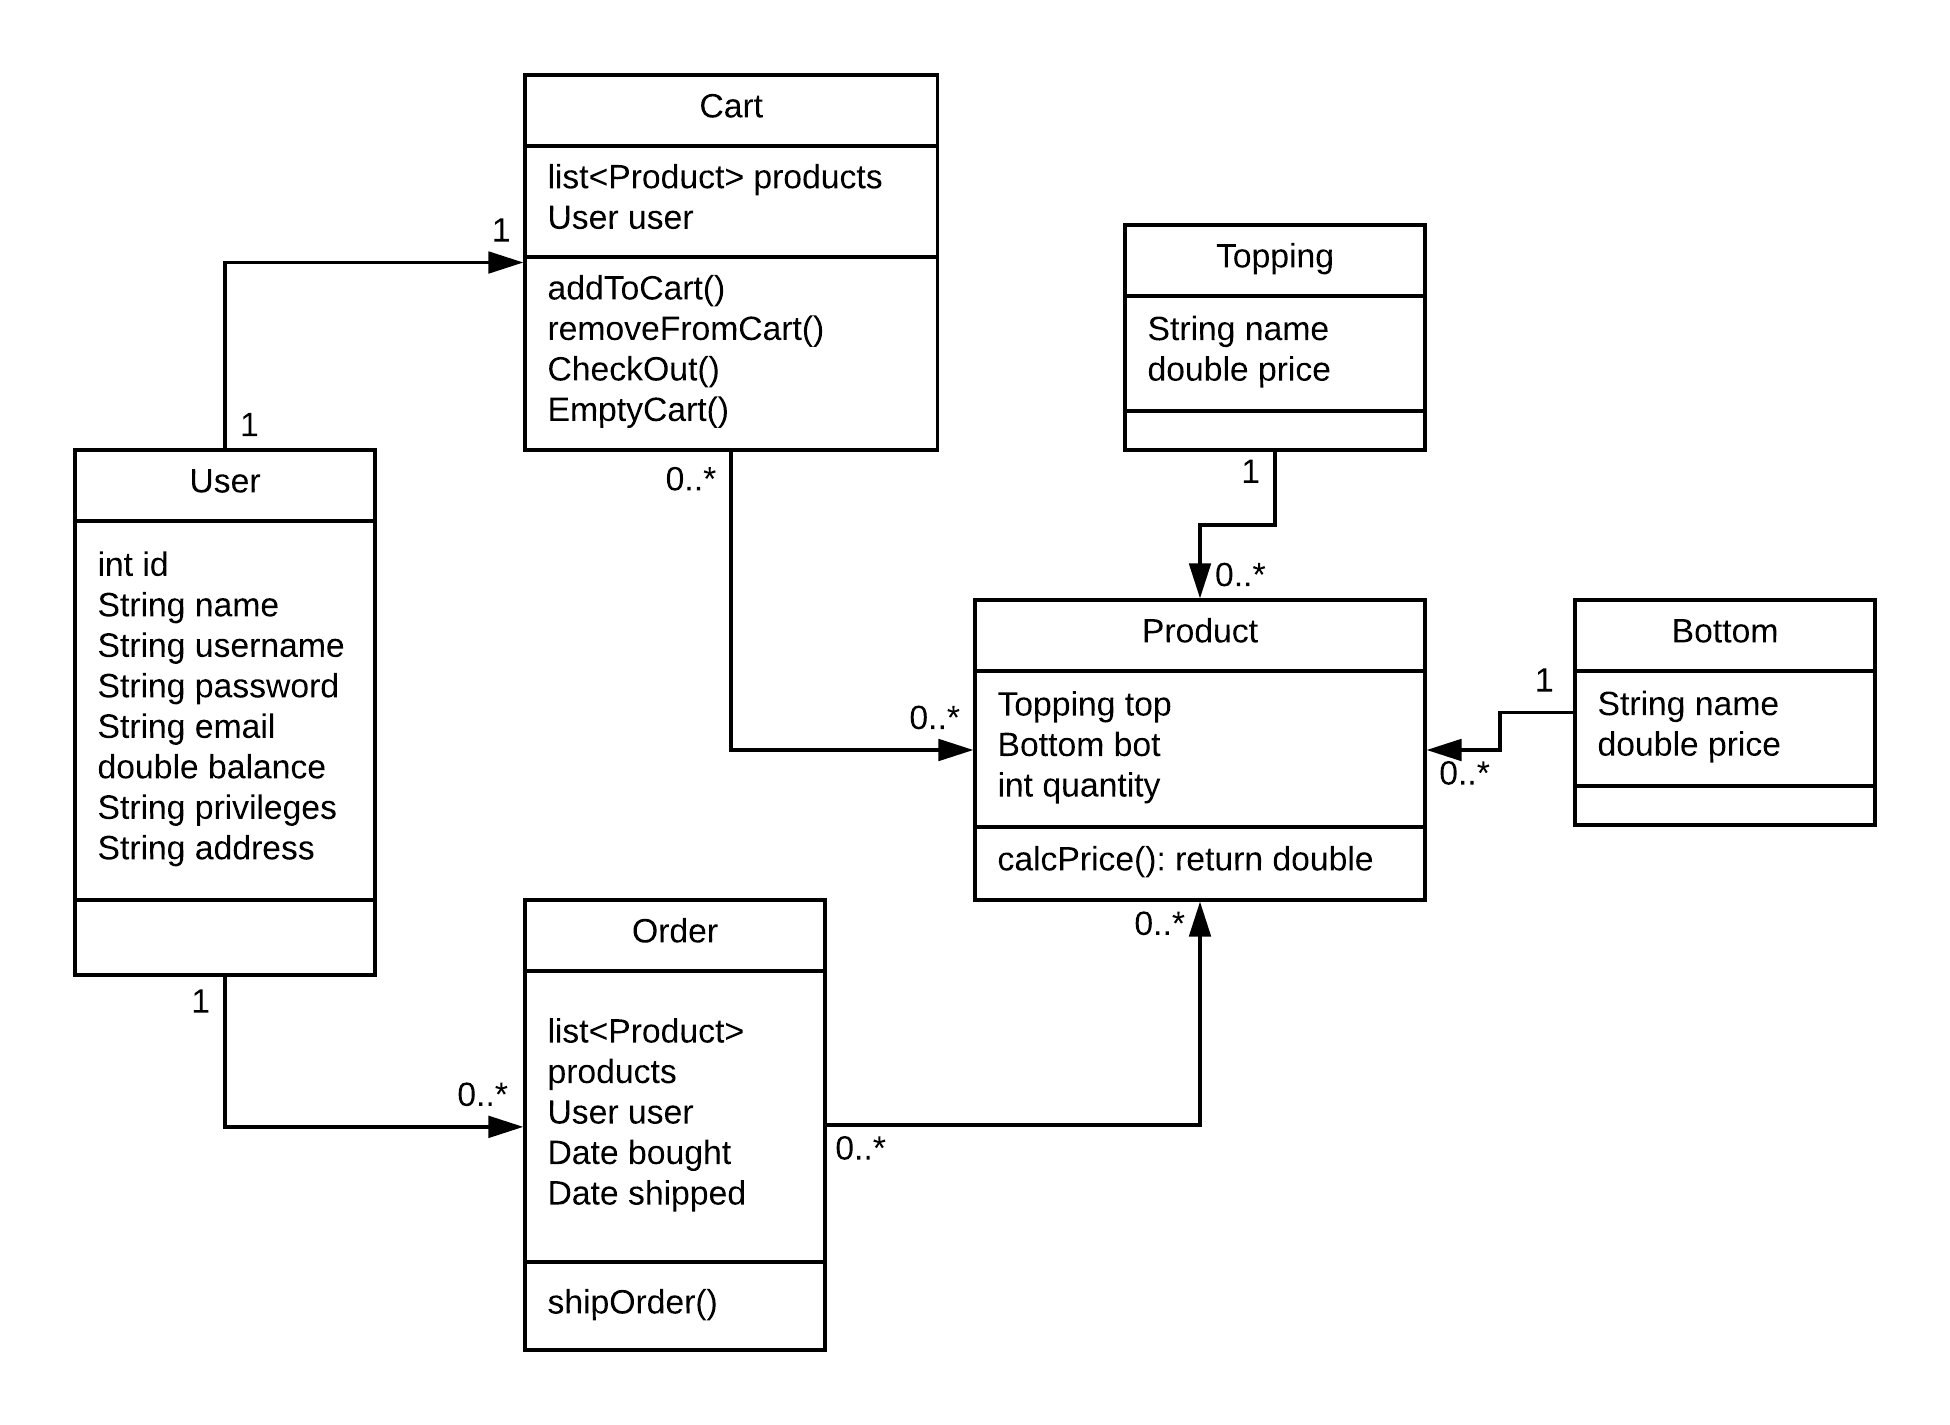 Cart
list<Product> products
User user
addToCart()
removeFromCart()
CheckOut()
EmptyCart()
1
1
0..*
0..*
Topping
String name
double price
1
0..*
User
int id
String name
String username
String password
String email
double balance
String privileges
String address
1
0..*
Product
Topping top
Bottom bot
int quantity
calcPrice(): return double
0..*
0..*
Bottom
String name
double price
1
0..*
Order
list<Product>
products
User user
Date bought
Date shipped
shipOrder()